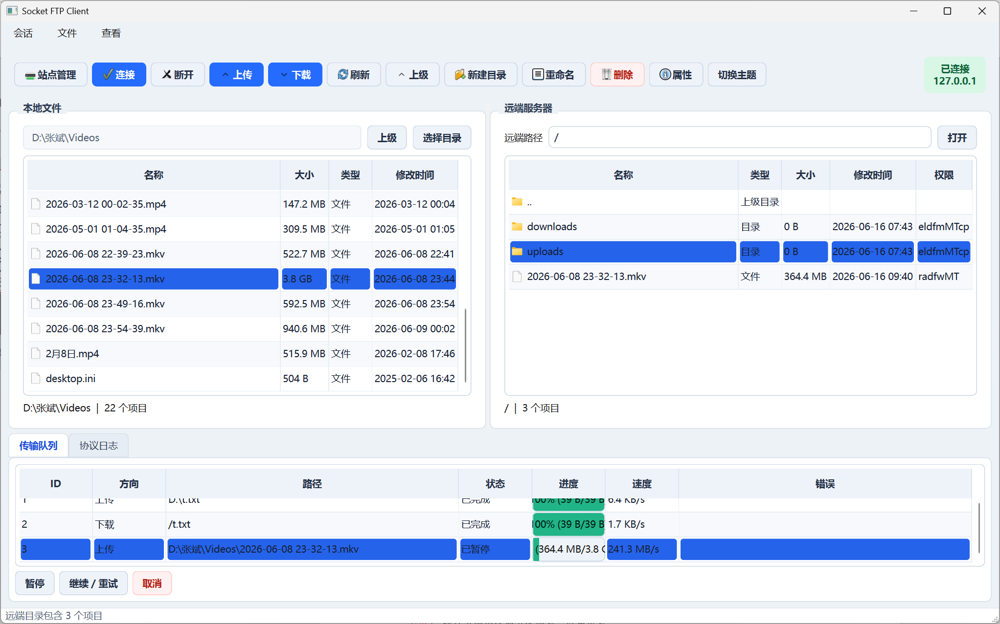 Socket FTP Client
会话 文件 查看
站点管理 连接 断开 上传 下载 刷新 上级 新建目录 重命名 删除 属性 切换主题
已连接
127.0.0.1
本地文件
D:\张斌\Videos 上级 选择目录
名称 大小 类型 修改时间
2026-03-12 00-02-35.mp4 147.2 MB 文件 2026-03-12 00:04
2026-05-01 01-04-35.mp4 309.5 MB 文件 2026-05-01 01:05
2026-06-08 22-39-23.mkv 522.7 MB 文件 2026-06-08 22:41
2026-06-08 23-32-13.mkv 3.8 GB 文件 2026-06-08 23:44
2026-06-08 23-49-16.mkv 592.5 MB 文件 2026-06-08 23:54
2026-06-08 23-54-39.mkv 940.6 MB 文件 2026-06-09 00:02
2月8日.mp4 515.9 MB 文件 2026-02-08 17:46
desktop.ini 504 B 文件 2025-02-06 16:42
D:\张斌\Videos | 22 个项目
远端服务器
远端路径 / 打开
名称 类型 大小 修改时间 权限
.. 上级目录
downloads 目录 0 B 2026-06-16 07:43 eldfmMTcp
uploads 目录 0 B 2026-06-16 07:43 eldfmMTcp
2026-06-08 23-32-13.mkv 文件 364.4 MB 2026-06-16 09:40 radfwMT
/ | 3 个项目
传输队列 协议日志
ID 方向 路径 状态 进度 速度 错误
1 上传 D:\t.txt 已完成 00% (39 B/39 B 6.4 KB/s
2 下载 /t.txt 已完成 00% (39 B/39 B 1.7 KB/s
3 上传 D:\张斌\Videos\2026-06-08 23-32-13.mkv 已暂停 (364.4 MB/3.8 241.3 MB/s
暂停 继续 / 重试 取消
远端目录包含 3 个项目